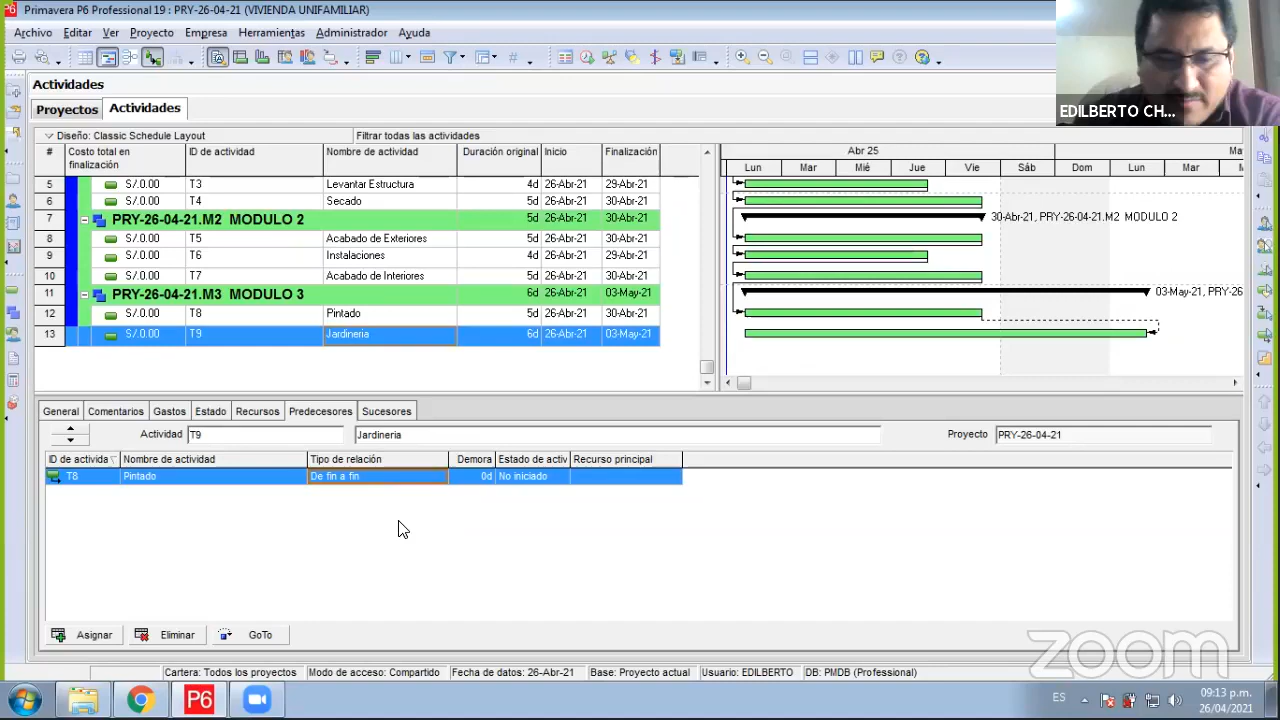 Primavera P6 Professional 19 : PRY-26-04-21 (VIVIENDA UNIFAMILIAR)
Archivo Editar Ver Proyecto Empresa Herramientas Administrador Ayuda
Actividades
Proyectos Actividades
EDILBERTO CH...
Diseño: Classic Schedule Layout Filtrar todas las actividades
# Costo total en finalización ID de actividad Nombre de actividad Duración original Inicio Finalización
Abr 25
Lun Mar Mié Jue Vie Sáb Dom Lun Mar
5 S/.0.00 T3 Levantar Estructura 4d 26-Abr-21 29-Abr-21
6 S/.0.00 T4 Secado 5d 26-Abr-21 30-Abr-21
7 PRY-26-04-21.M2 MODULO 2 5d 26-Abr-21 30-Abr-21 30-Abr-21, PRY-26-04-21.M2 MODULO 2
8 S/.0.00 T5 Acabado de Exteriores 5d 26-Abr-21 30-Abr-21
9 S/.0.00 T6 Instalaciones 4d 26-Abr-21 29-Abr-21
10 S/.0.00 T7 Acabado de Interiores 5d 26-Abr-21 30-Abr-21
11 PRY-26-04-21.M3 MODULO 3 6d 26-Abr-21 03-May-21 03-May-21, PRY-26
12 S/.0.00 T8 Pintado 5d 26-Abr-21 30-Abr-21
13 S/.0.00 T9 Jardineria 6d 26-Abr-21 03-May-21
General Comentarios Gastos Estado Recursos Predecesores Sucesores
Actividad T9 Jardineria Proyecto PRY-26-04-21
ID de activida Nombre de actividad Tipo de relación Demora Estado de activ Recurso principal
T8 Pintado De fin a fin 0d No iniciado
Asignar Eliminar GoTo
zoom
Cartera: Todos los proyectos Modo de acceso: Compartido Fecha de datos: 26-Abr-21 Base: Proyecto actual Usuario: EDILBERTO DB: PMDB (Professional)
P6 ES 09:13 p.m.
26/04/2021